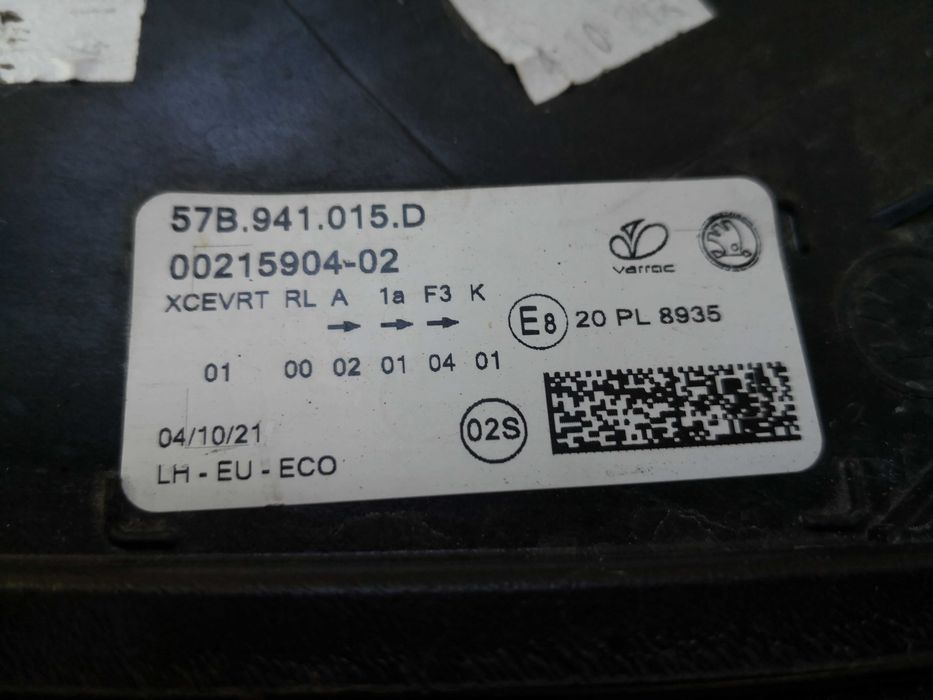 57B.941.015.D
00215904-02
varroc
XCEVRT RL A 1a F3 K
E8 20 PL 8935
01 00 02 01 04 01
04/10/21
02S
LH - EU - ECO